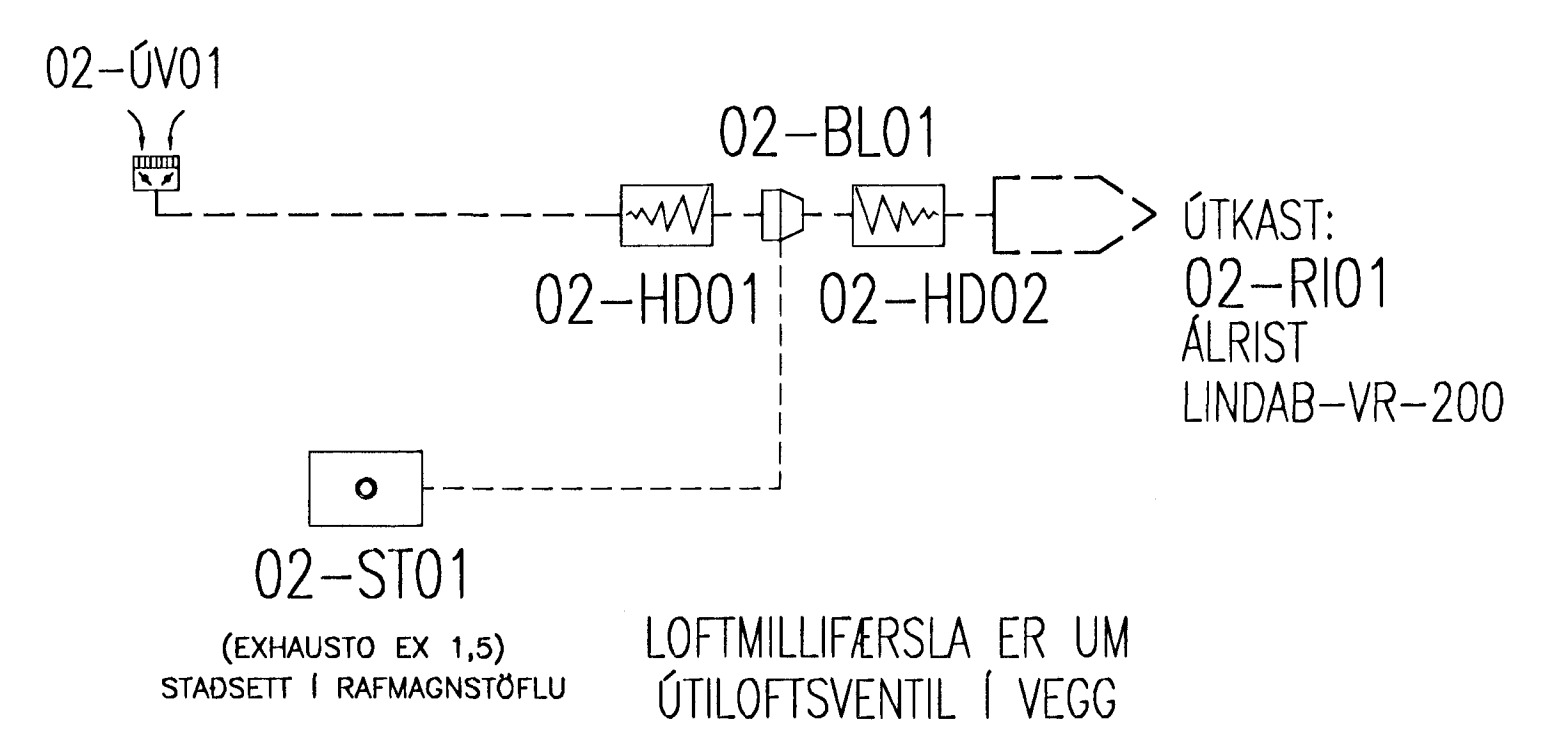 02-ÚV01
02-BL01
02-HD01
02-HD02
ÚTKAST:
02-RI01
ÁLRIST
LINDAB-VR-200
02-ST01
(EXHAUSTO EX 1,5)
STAÐSETT Í RAFMAGNSTÖFLU
LOFTMILLIFÆRSLA ER UM
ÚTILOFTSVENTIL Í VEGG